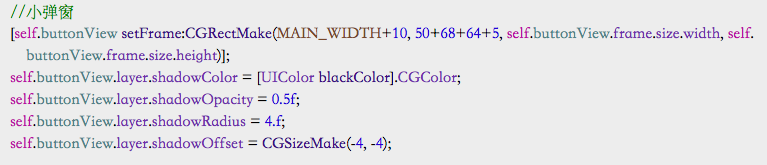 //小弹窗
[self.buttonView setFrame:CGRectMake(MAIN_WIDTH+10, 50+68+64+5, self.buttonView.frame.size.width, self.
buttonView.frame.size.height)];
self.buttonView.layer.shadowColor = [UIColor blackColor].CGColor;
self.buttonView.layer.shadowOpacity = 0.5f;
self.buttonView.layer.shadowRadius = 4.f;
self.buttonView.layer.shadowOffset = CGSizeMake(-4, -4);